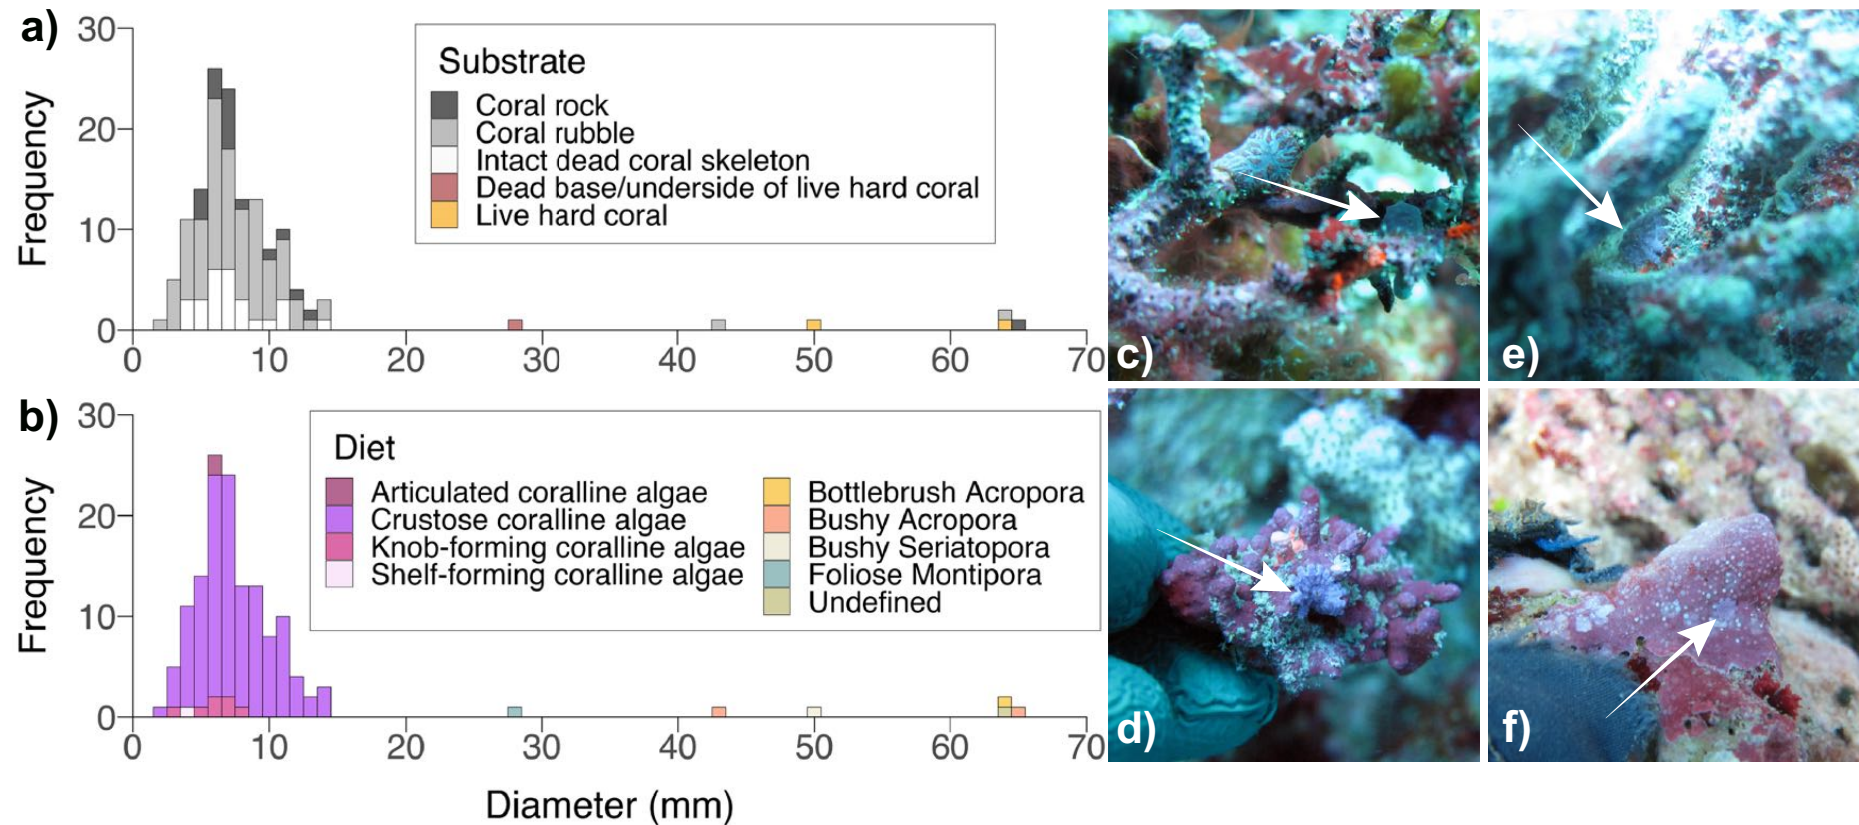 a)
30
20
10
0
Frequency
Substrate
Coral rock
Coral rubble
Intact dead coral skeleton
Dead base/underside of live hard coral
Live hard coral
0 10 20 30 40 50 60 70
b)
30
20
10
0
Frequency
Diet
Articulated coralline algae
Crustose coralline algae
Knob-forming coralline algae
Shelf-forming coralline algae
Bottlebrush Acropora
Bushy Acropora
Bushy Seriatopora
Foliose Montipora
Undefined
0 10 20 30 40 50 60 70
Diameter (mm)
c)
e)
d)
f)